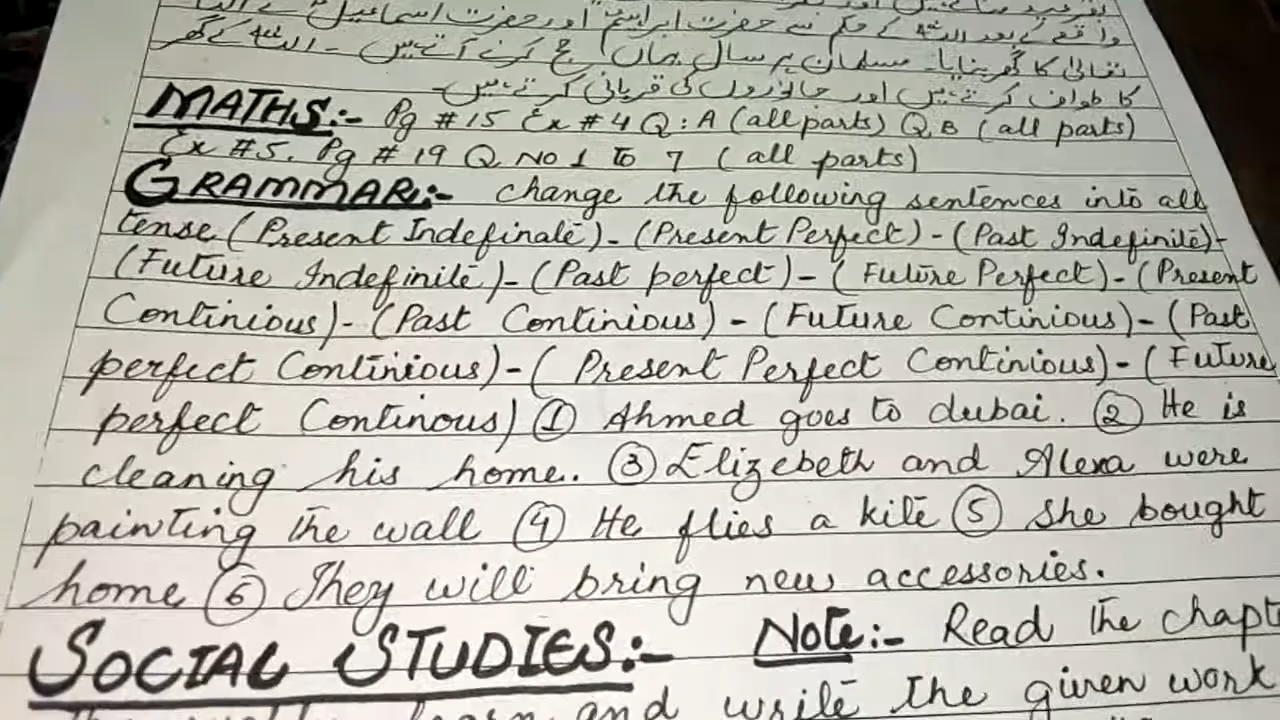 واقعے کے بعد اللہ کے حکم سے حضرت ابراہیم اور حضرت اسماعیل نے اللہ
تعالیٰ کا گھر بنایا۔ مسلمان ہر سال یہاں حج کرنے آتے ہیں۔ اللہ کے گھر
کا طواف کرتے ہیں اور جانوروں کی قربانی کرتے ہیں۔
MATHS:- Pg # 15 Ex # 4 Q: A (all parts) Q.B (all parts)
Ex #5. Pg # 19 Q No 1 to 7 (all parts)
GRAMMAR:- change the following sentences into all
tense (Present Indefinate) - (Present Perfect) - (Past Indefinite)-
(Future Indefinite) - (Past perfect) - (Future Perfect) - (Present
Continious) - (Past Continious) - (Future Continious) - (Past
perfect Continious) - (Present Perfect Continious) - (Future
perfect Continous) ① Ahmed goes to dubai. ② He is
cleaning his home. ③ Elizebeth and Alexa were
painting the wall ④ He flies a kite ⑤ she bought
home ⑥ They will bring new accessories.
SOCIAL STUDIES:- Note:- Read the chapt
learn and write the given work